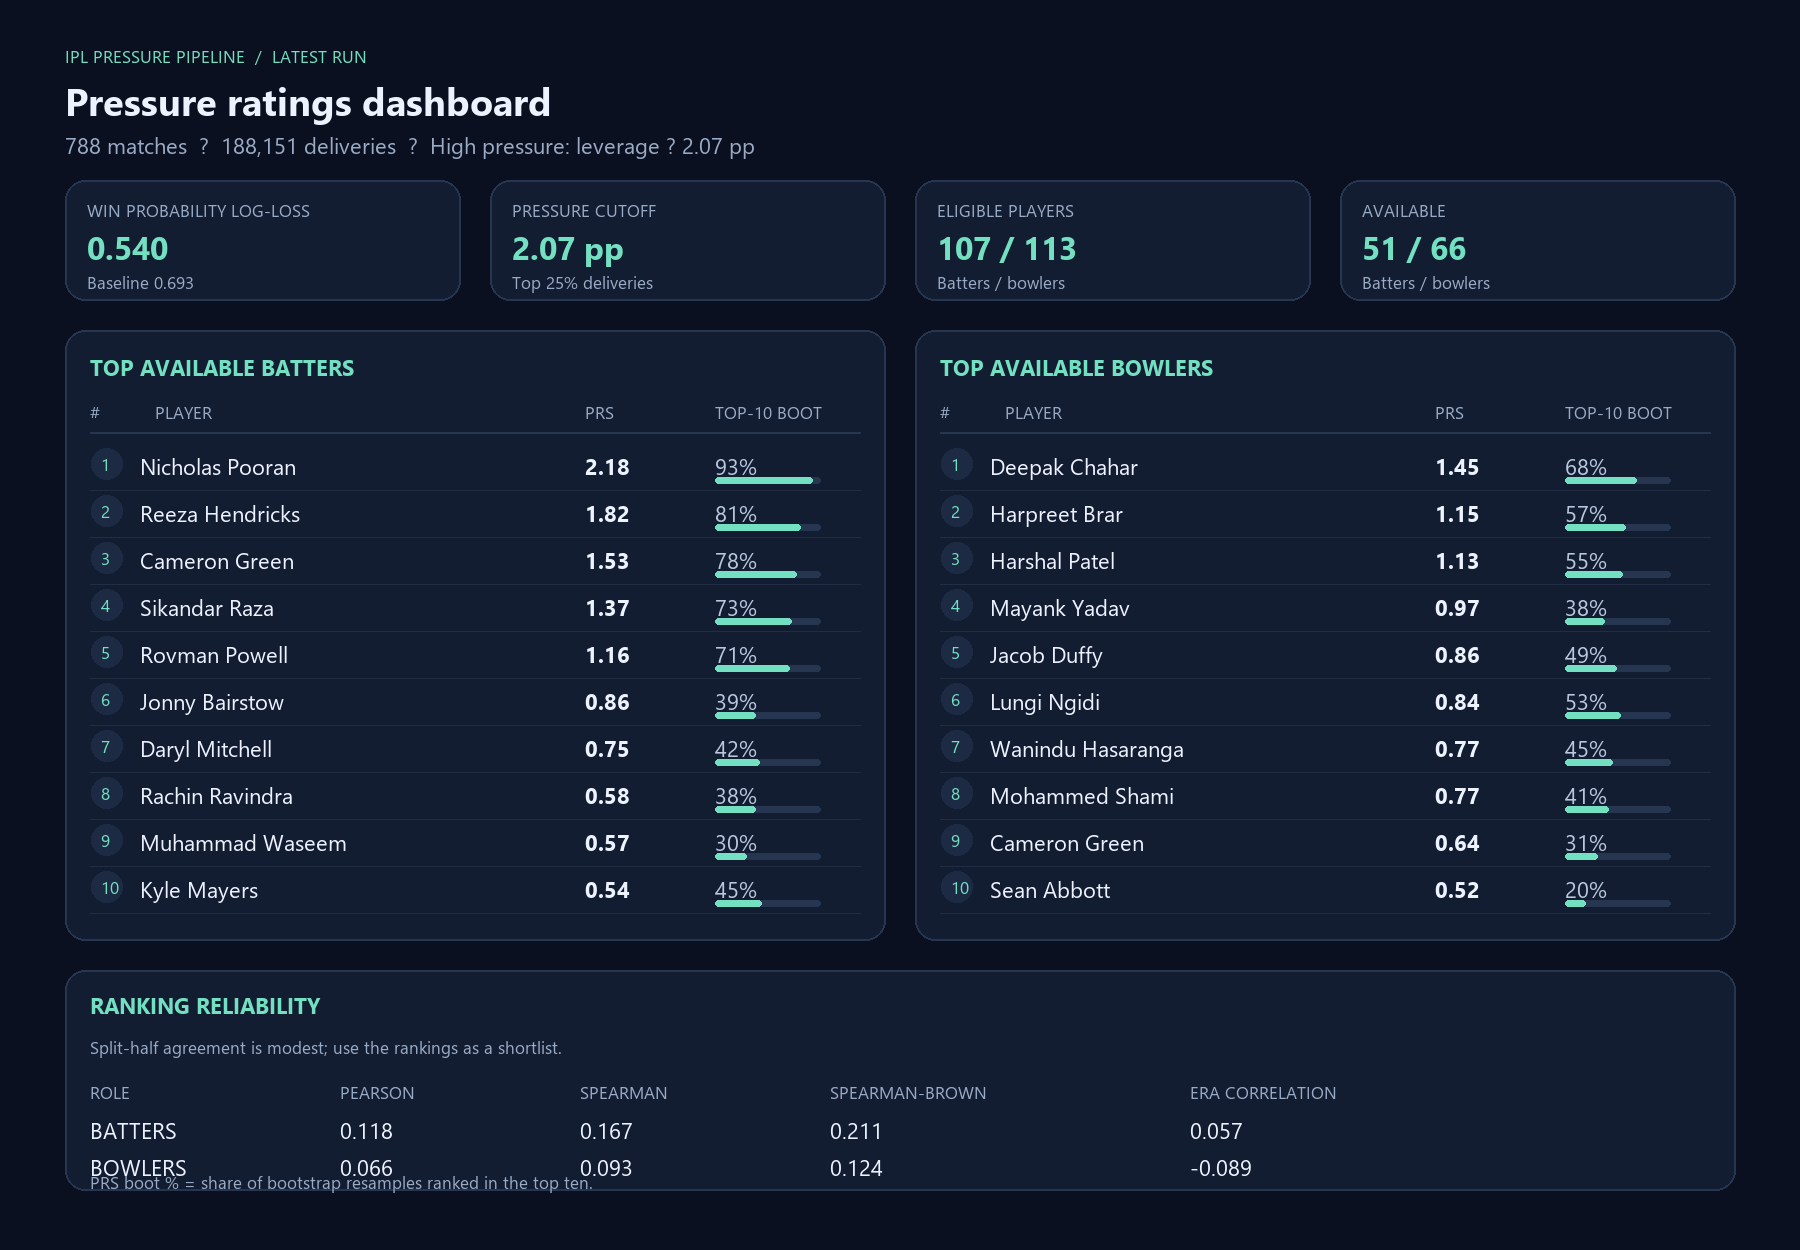 IPL PRESSURE PIPELINE / LATEST RUN
Pressure ratings dashboard
788 matches ? 188,151 deliveries ? High pressure: leverage ? 2.07 pp
WIN PROBABILITY LOG-LOSS
0.540
Baseline 0.693
PRESSURE CUTOFF
2.07 pp
Top 25% deliveries
ELIGIBLE PLAYERS
107 / 113
Batters / bowlers
AVAILABLE
51 / 66
Batters / bowlers
TOP AVAILABLE BATTERS
# PLAYER PRS TOP-10 BOOT
1 Nicholas Pooran 2.18 93%
2 Reeza Hendricks 1.82 81%
3 Cameron Green 1.53 78%
4 Sikandar Raza 1.37 73%
5 Rovman Powell 1.16 71%
6 Jonny Bairstow 0.86 39%
7 Daryl Mitchell 0.75 42%
8 Rachin Ravindra 0.58 38%
9 Muhammad Waseem 0.57 30%
10 Kyle Mayers 0.54 45%
TOP AVAILABLE BOWLERS
# PLAYER PRS TOP-10 BOOT
1 Deepak Chahar 1.45 68%
2 Harpreet Brar 1.15 57%
3 Harshal Patel 1.13 55%
4 Mayank Yadav 0.97 38%
5 Jacob Duffy 0.86 49%
6 Lungi Ngidi 0.84 53%
7 Wanindu Hasaranga 0.77 45%
8 Mohammed Shami 0.77 41%
9 Cameron Green 0.64 31%
10 Sean Abbott 0.52 20%
RANKING RELIABILITY
Split-half agreement is modest; use the rankings as a shortlist.
ROLE PEARSON SPEARMAN SPEARMAN-BROWN ERA CORRELATION
BATTERS 0.118 0.167 0.211 0.057
BOWLERS 0.066 0.093 0.124 -0.089
PRS boot % = share of bootstrap resamples ranked in the top ten.